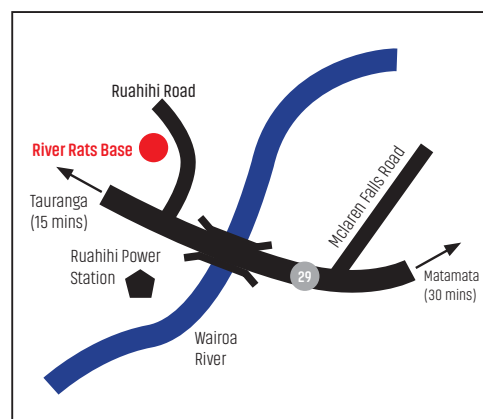 Ruahihi Road
River Rats Base
Tauranga
(15 mins)
Mclaren Falls Road
Ruahihi Power
Station
29
Matamata
(30 mins)
Wairoa
River